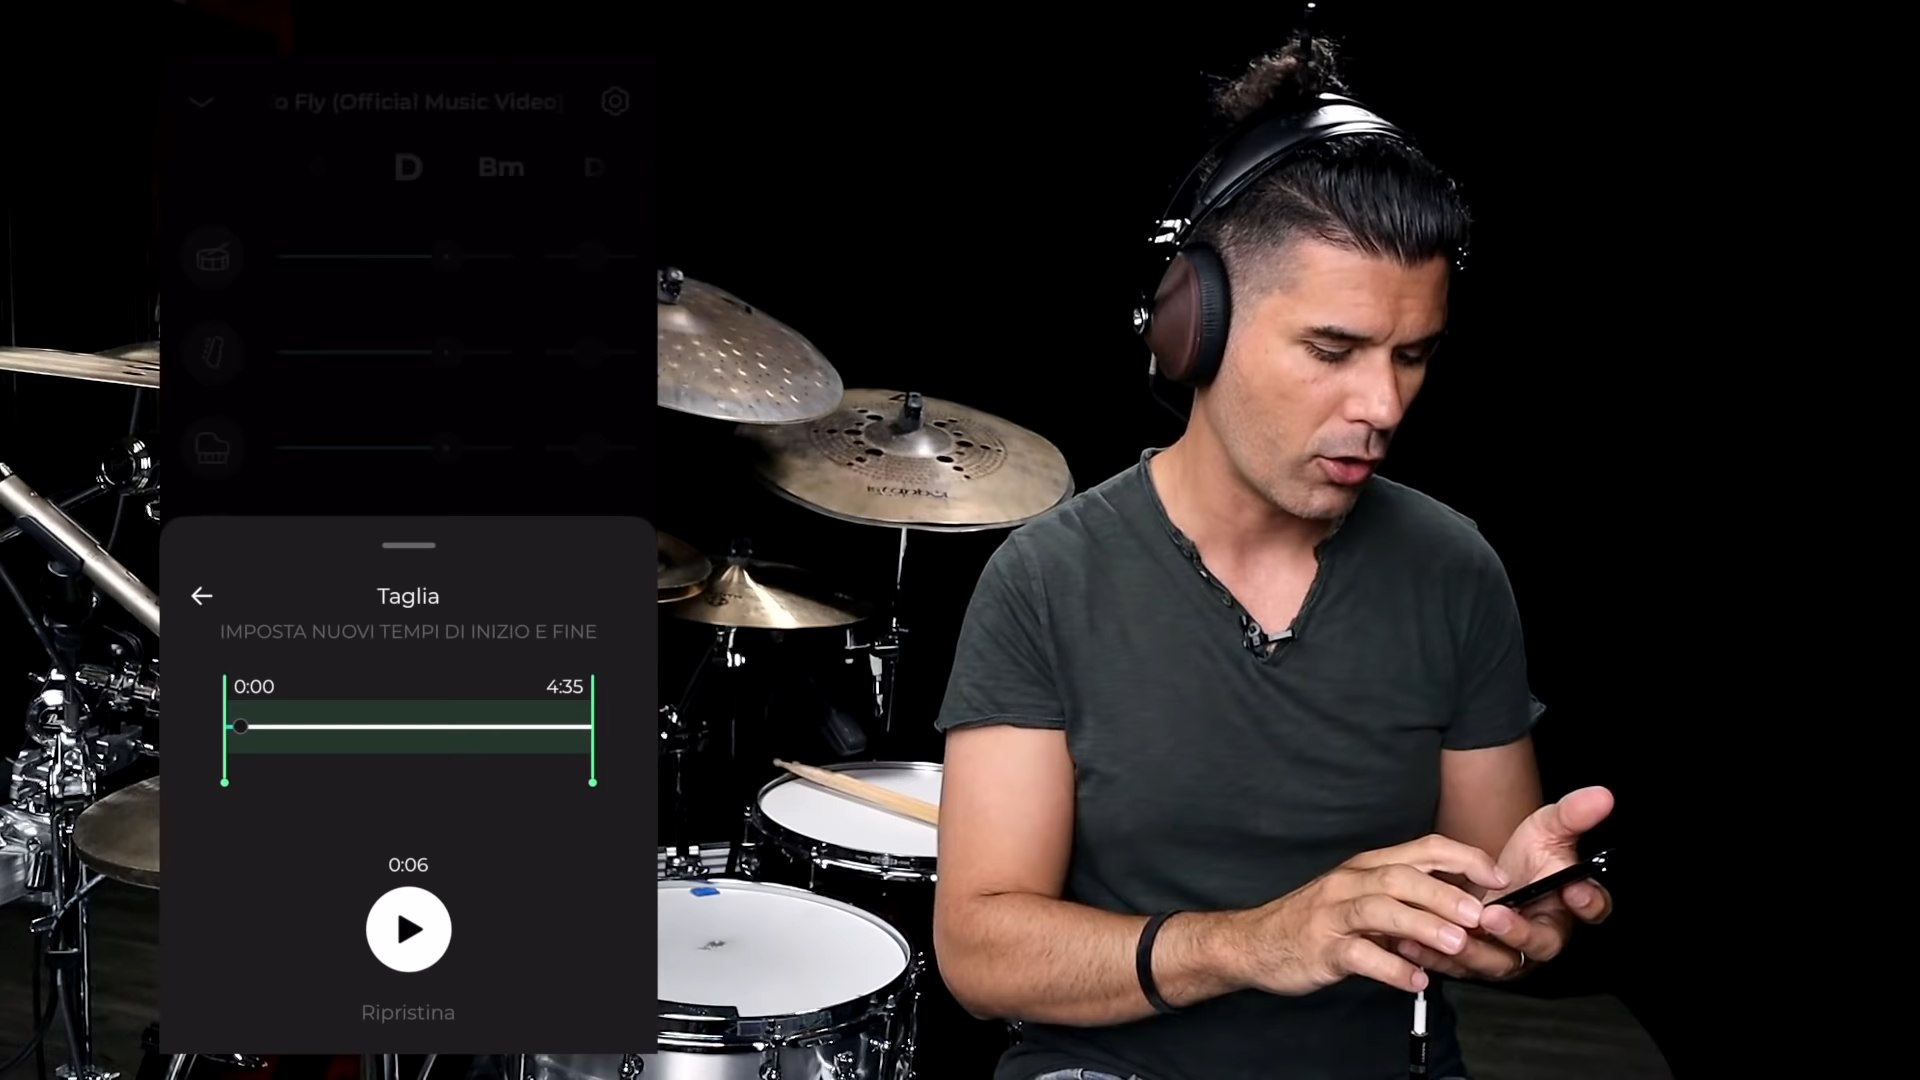 o Fly (Official Music Video)
D Bm D
Taglia
IMPOSTA NUOVI TEMPI DI INIZIO E FINE
0:00 4:35
0:06
Ripristina